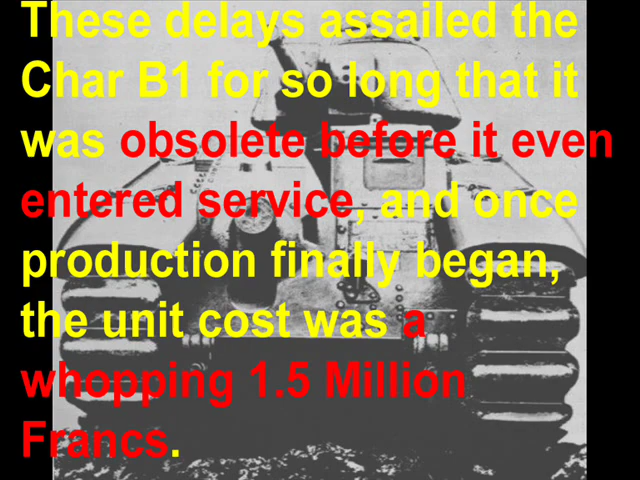 These delays assailed the
Char B1 for so long that it
was obsolete before it even
entered service, and once
production finally began,
the unit cost was a
whopping 1.5 Million
Francs.